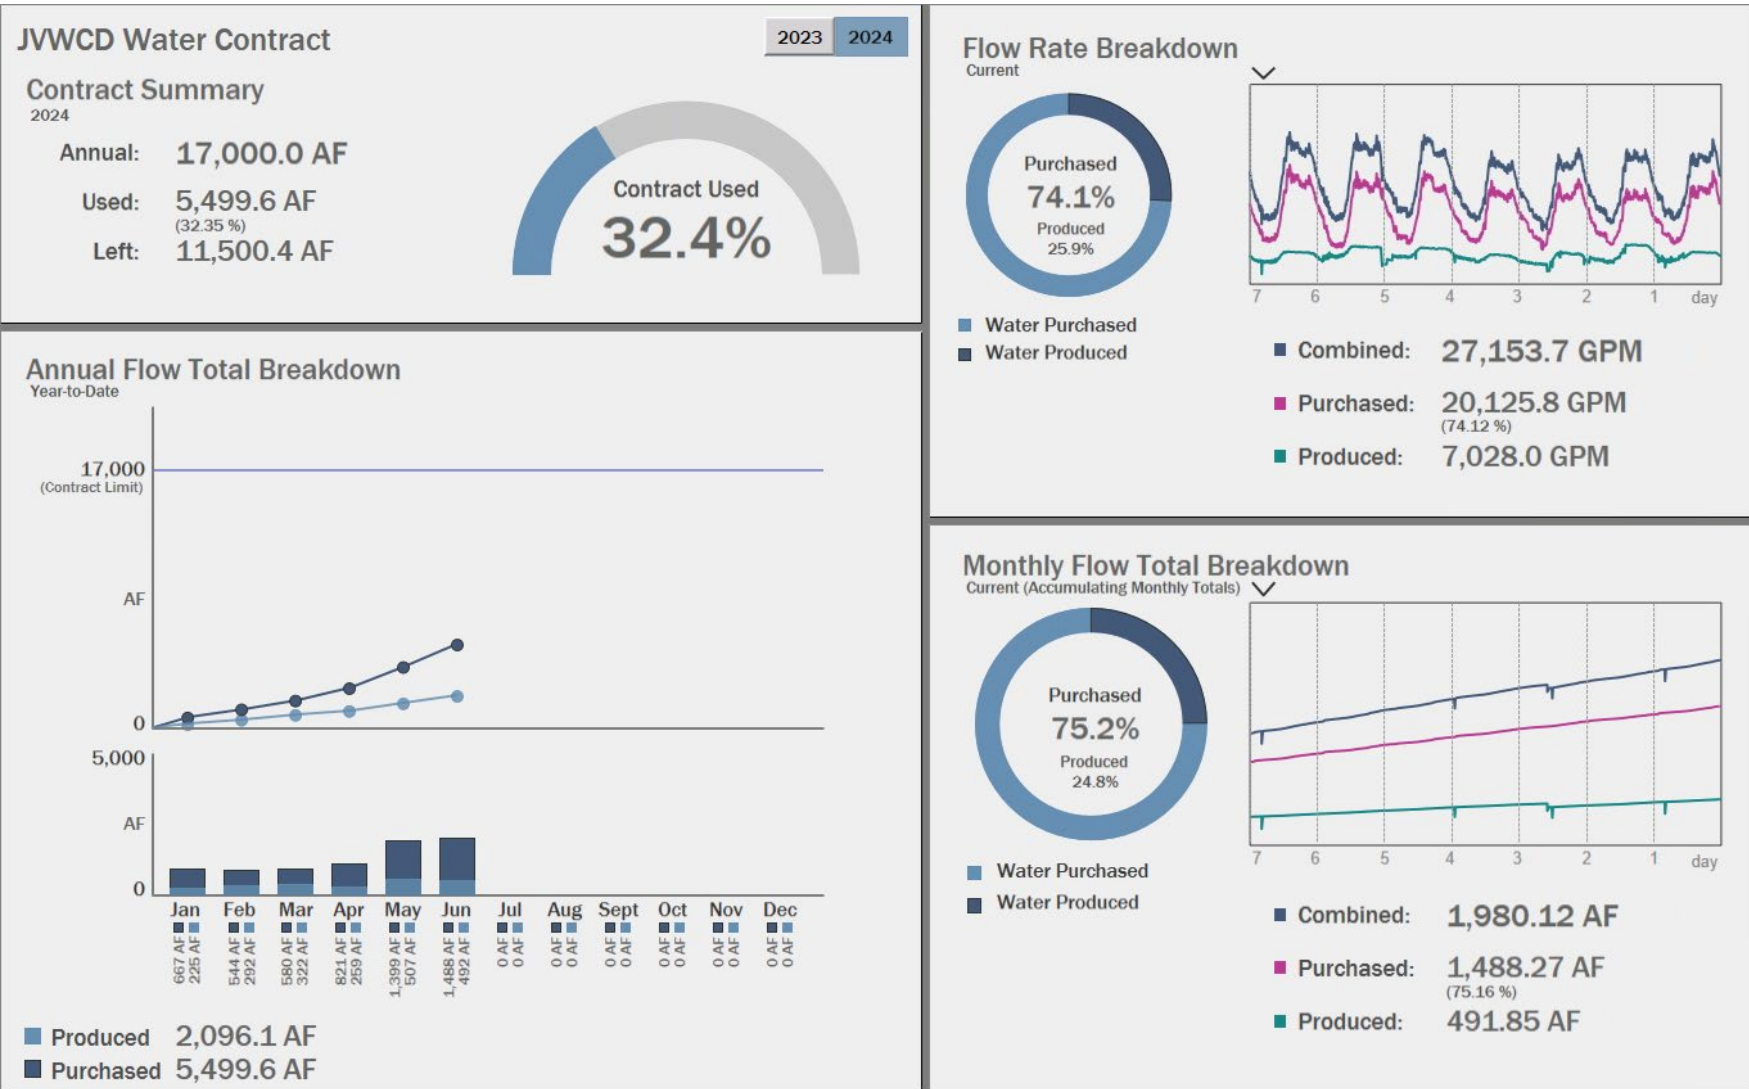 JVWCD Water Contract
2023
2024
Contract Summary
2024
Annual: 17,000.0 AF
Used: 5,499.6 AF
(32.35 %)
Left: 11,500.4 AF
Contract Used
32.4%
Annual Flow Total Breakdown
Year-to-Date
17,000
(Contract Limit)
AF
0
5,000
AF
0
Jan Feb Mar Apr May Jun Jul Aug Sept Oct Nov Dec
667 AF
225 AF
544 AF
292 AF
580 AF
322 AF
821 AF
259 AF
1,399 AF
507 AF
1,488 AF
492 AF
0 AF
0 AF
0 AF
0 AF
0 AF
0 AF
0 AF
0 AF
0 AF
0 AF
0 AF
0 AF
Produced 2,096.1 AF
Purchased 5,499.6 AF
Flow Rate Breakdown
Current
Purchased
74.1%
Produced
25.9%
Water Purchased
Water Produced
7 6 5 4 3 2 1 day
Combined: 27,153.7 GPM
Purchased: 20,125.8 GPM
(74.12 %)
Produced: 7,028.0 GPM
Monthly Flow Total Breakdown
Current (Accumulating Monthly Totals)
Purchased
75.2%
Produced
24.8%
Water Purchased
Water Produced
7 6 5 4 3 2 1 day
Combined: 1,980.12 AF
Purchased: 1,488.27 AF
(75.16 %)
Produced: 491.85 AF